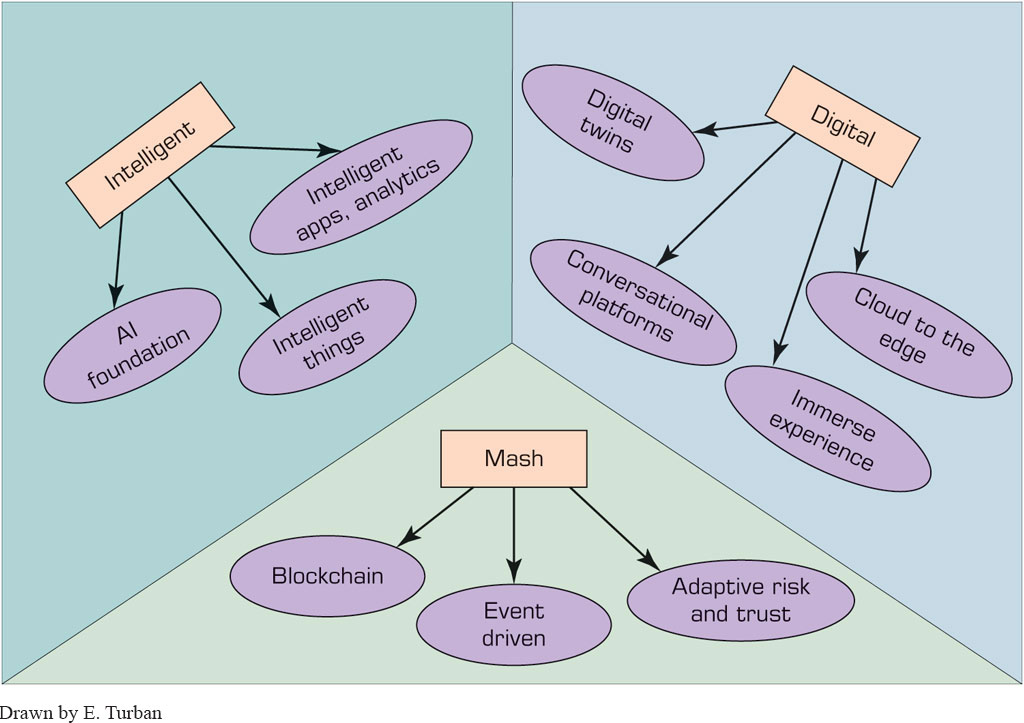 Intelligent
Intelligent
apps, analytics
AI
foundation
Intelligent
things
Digital
Digital
twins
Conversational
platforms
Cloud to the
edge
Immerse
experience
Mash
Blockchain
Event
driven
Adaptive risk
and trust
Drawn by E. Turban